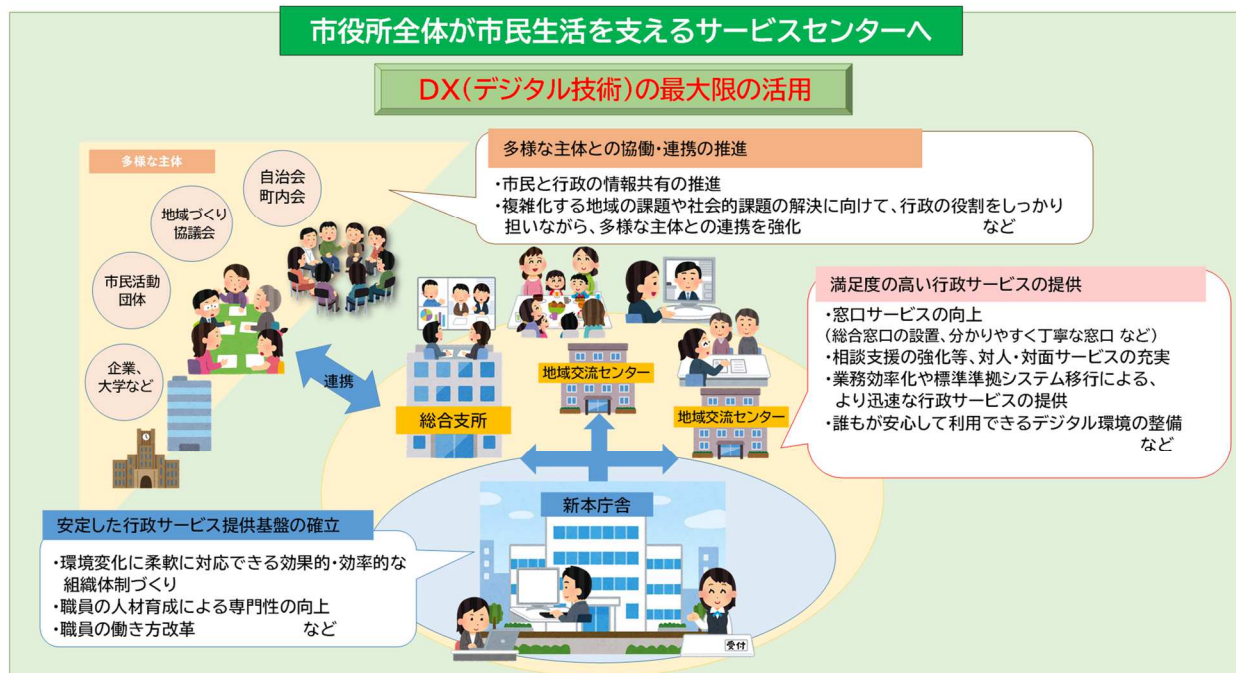 市役所全体が市民生活を支えるサービスセンターへ
DX(デジタル技術)の最大限の活用
多様な主体
自治会
町内会
地域づくり
協議会
市民活動
団体
企業、
大学など
多様な主体との協働・連携の推進
・市民と行政の情報共有の推進
・複雑化する地域の課題や社会的課題の解決に向けて、行政の役割をしっかり
担いながら、多様な主体との連携を強化 など
満足度の高い行政サービスの提供
・窓口サービスの向上
(総合窓口の設置、分かりやすく丁寧な窓口 など)
・相談支援の強化等、対人・対面サービスの充実
・業務効率化や標準準拠システム移行による、
より迅速な行政サービスの提供
・誰もが安心して利用できるデジタル環境の整備
など
連携
総合支所
地域交流センター
地域交流センター
新本庁舎
受付
安定した行政サービス提供基盤の確立
・環境変化に柔軟に対応できる効果的・効率的な
組織体制づくり
・職員の人材育成による専門性の向上
・職員の働き方改革 など